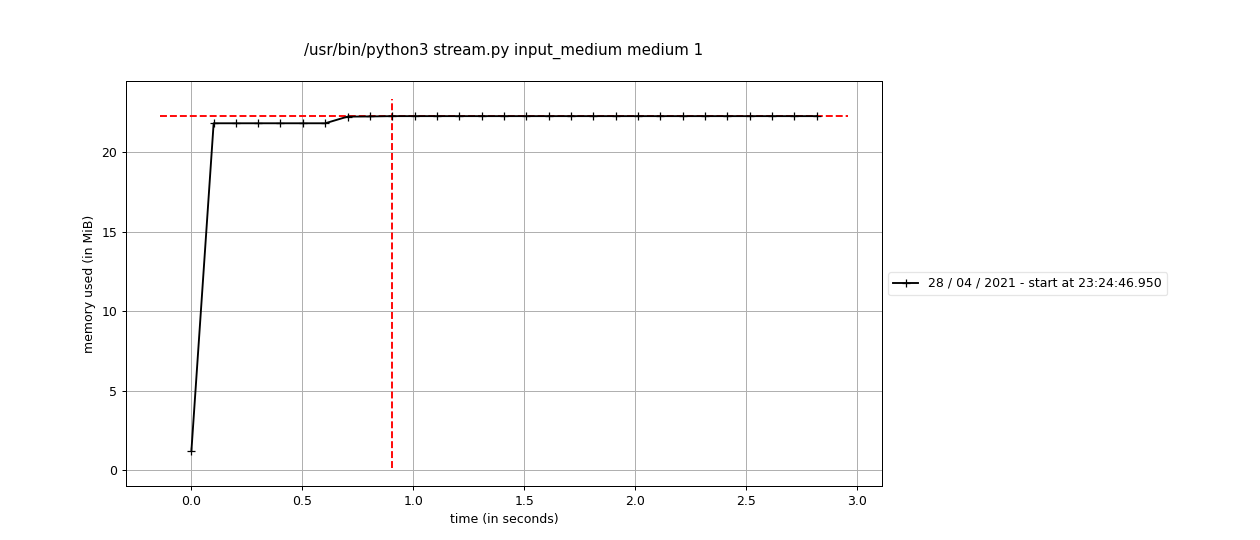 /usr/bin/python3 stream.py input_medium medium 1
20
15
10
5
0
memory used (in MiB)
0.0 0.5 1.0 1.5 2.0 2.5 3.0
time (in seconds)
28 / 04 / 2021 - start at 23:24:46.950